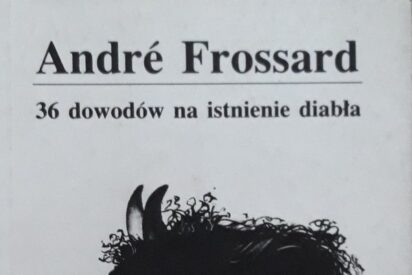 André Frossard
36 dowodów na istnienie diabła